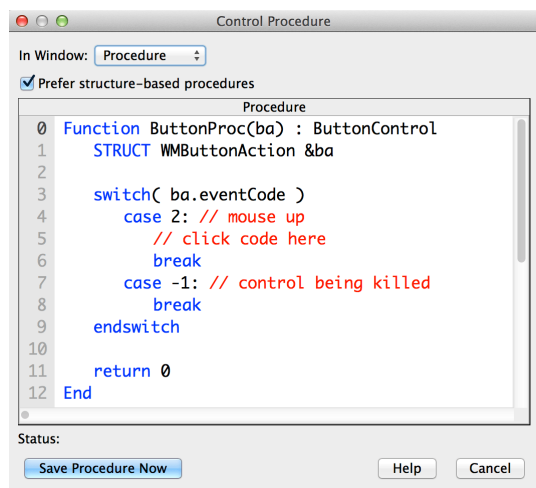 Control Procedure
In Window: Procedure
Prefer structure-based procedures
Procedure
0 Function ButtonProc(ba) : ButtonControl
1 STRUCT WMButtonAction &ba
2
3 switch( ba.eventCode )
4 case 2: // mouse up
5 // click code here
6 break
7 case -1: // control being killed
8 break
9 endswitch
10
11 return 0
12 End
Status:
Save Procedure Now Help Cancel